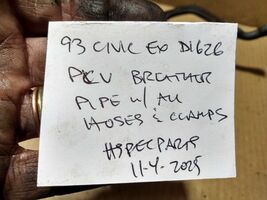 93 CIVIC EX D16Z6
PCV BREATHER
PIPE W/ ALL
HOSES & CLAMPS
HSPECPARTS
11-4-2025